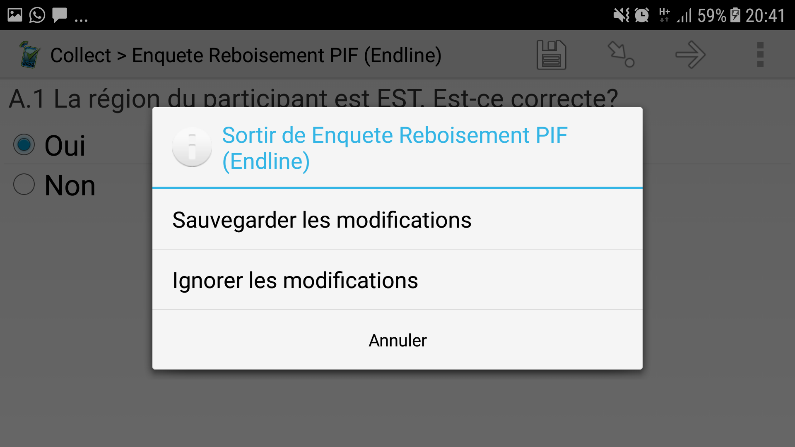 ... H+ 59% 20:41
Collect > Enquete Reboisement PIF (Endline)
A.1 La région du participant est EST. Est-ce correcte?
Oui
Non
Sortir de Enquete Reboisement PIF
(Endline)
Sauvegarder les modifications
Ignorer les modifications
Annuler